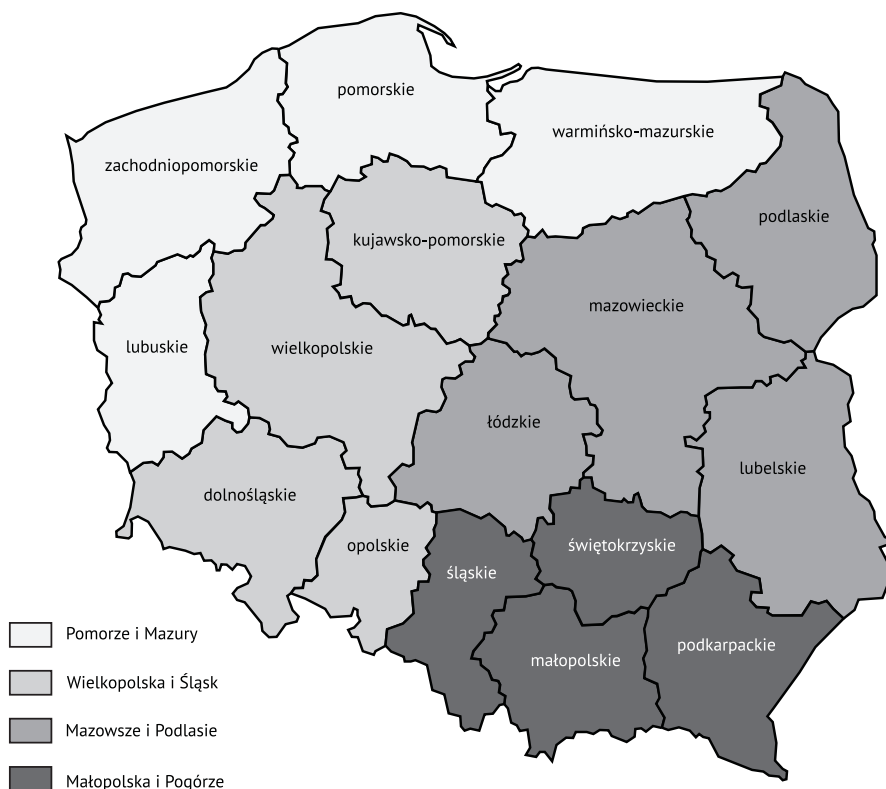 pomorskie
warmińsko-mazurskie
zachodniopomorskie
podlaskie
kujawsko-pomorskie
mazowieckie
lubuskie
wielkopolskie
łódzkie
lubelskie
dolnośląskie
opolskie
świętokrzyskie
śląskie
podkarpackie
małopolskie
Pomorze i Mazury
Wielkopolska i Śląsk
Mazowsze i Podlasie
Małopolska i Pogórze